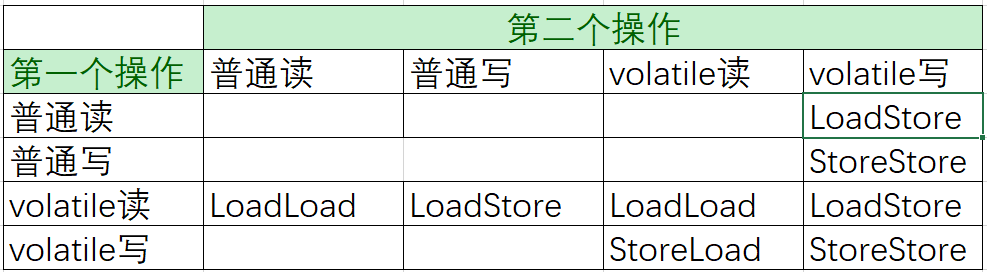 第二个操作
第一个操作 普通读 普通写 volatile读 volatile写
普通读 LoadStore
普通写 StoreStore
volatile读 LoadLoad LoadStore LoadLoad LoadStore
volatile写 StoreLoad StoreStore